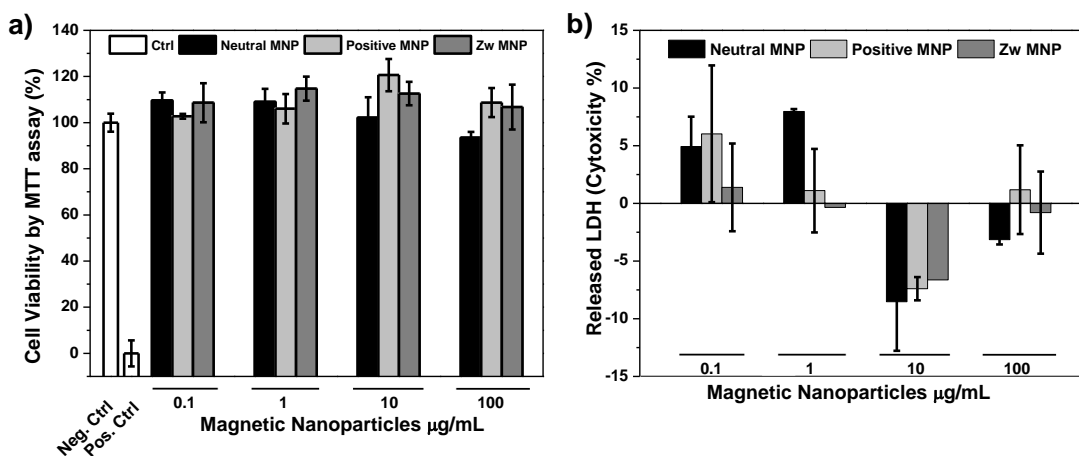 a)
Ctrl Neutral MNP Positive MNP Zw MNP
Cell Viability by MTT assay (%)
140
120
100
80
60
40
20
0
Neg. Ctrl
Pos. Ctrl
0.1 1 10 100
Magnetic Nanoparticles µg/mL
b)
Neutral MNP Positive MNP Zw MNP
Released LDH (Cytotoxicity %)
15
10
5
0
-5
-10
-15
0.1 1 10 100
Magnetic Nanoparticles µg/mL